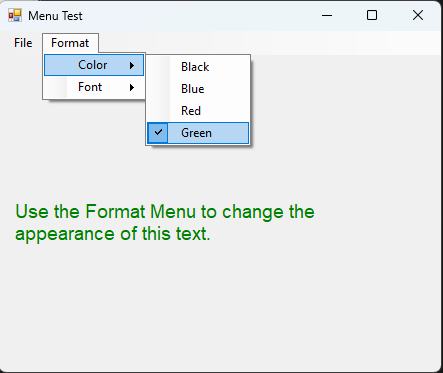 Menu Test
File Format
Color
Font
Black
Blue
Red
Green
Use the Format Menu to change the
appearance of this text.